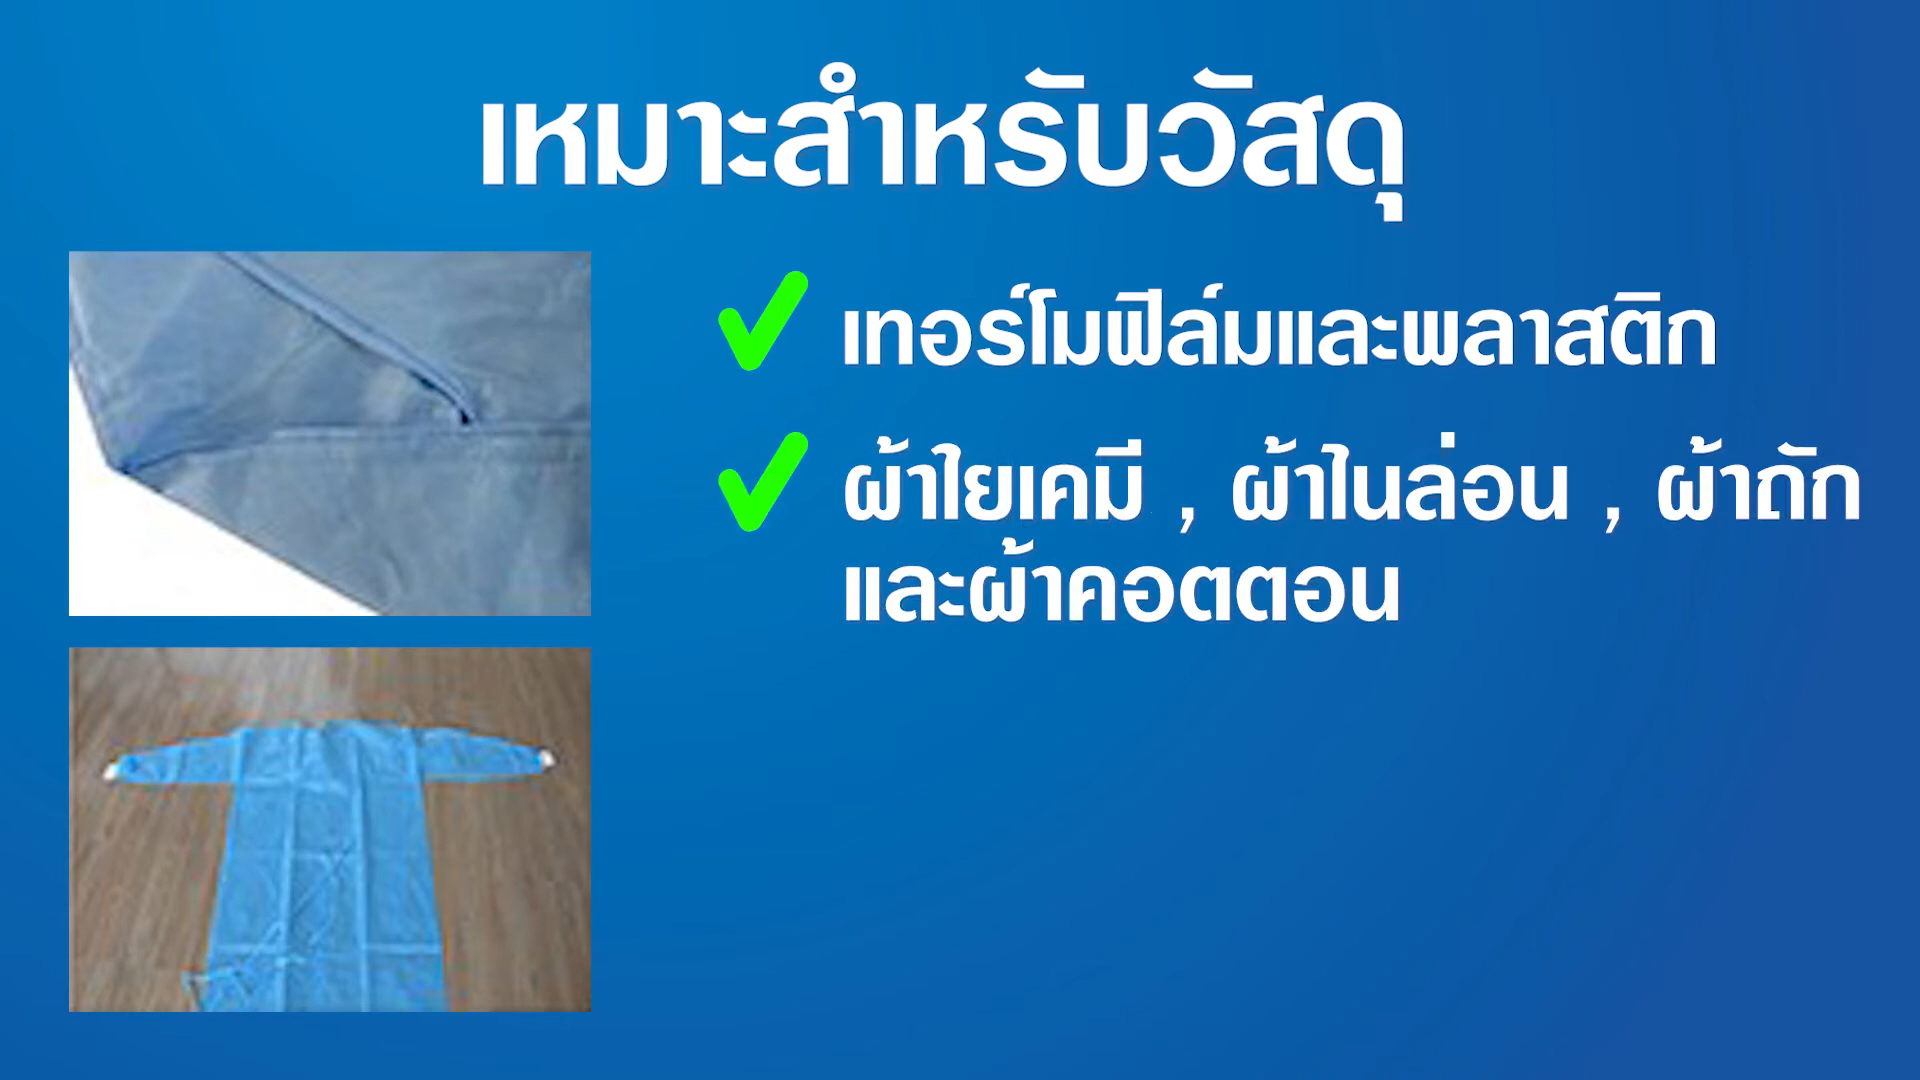 เหมาะสำหรับวัสดุ
เทอร์โมฟิล์มและพลาสติก
ผ้าใยเคมี , ผ้าไนล่อน , ผ้าถัก
และผ้าคอตตอน